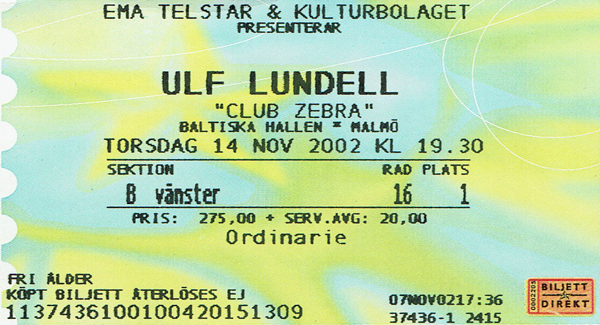 EMA TELSTAR & KULTURBOLAGET
PRESENTERAR
ULF LUNDELL
"CLUB ZEBRA"
BALTISKA HALLEN * MALMÖ
TORSDAG 14 NOV 2002 KL 19.30
SEKTION RAD PLATS
B vänster 16 1
PRIS: 275,00 + SERV.AVG: 20,00
Ordinarie
FRI ÅLDER
KÖPT BILJETT ÅTERLÖSES EJ
1137436100100420151309
07NOV0217:36
37436-1 2415
0002203
BILJETT
DIREKT